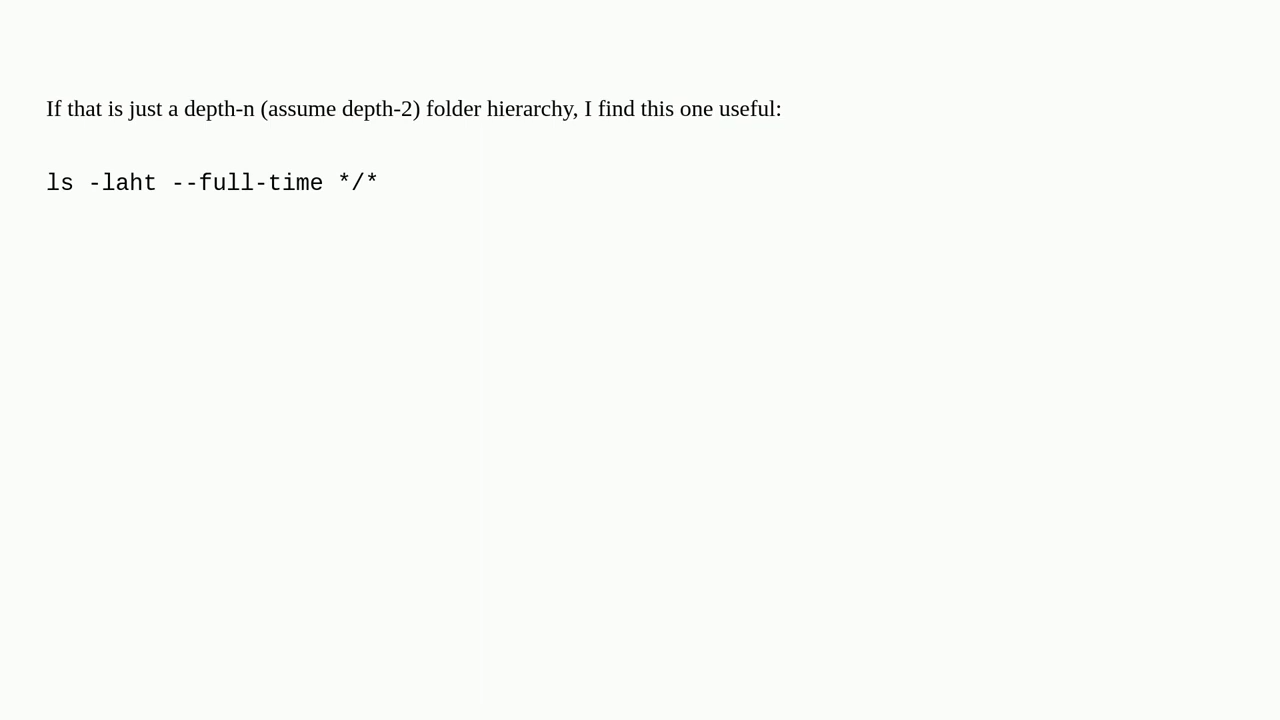 If that is just a depth-n (assume depth-2) folder hierarchy, I find this one useful:
ls -laht --full-time */*